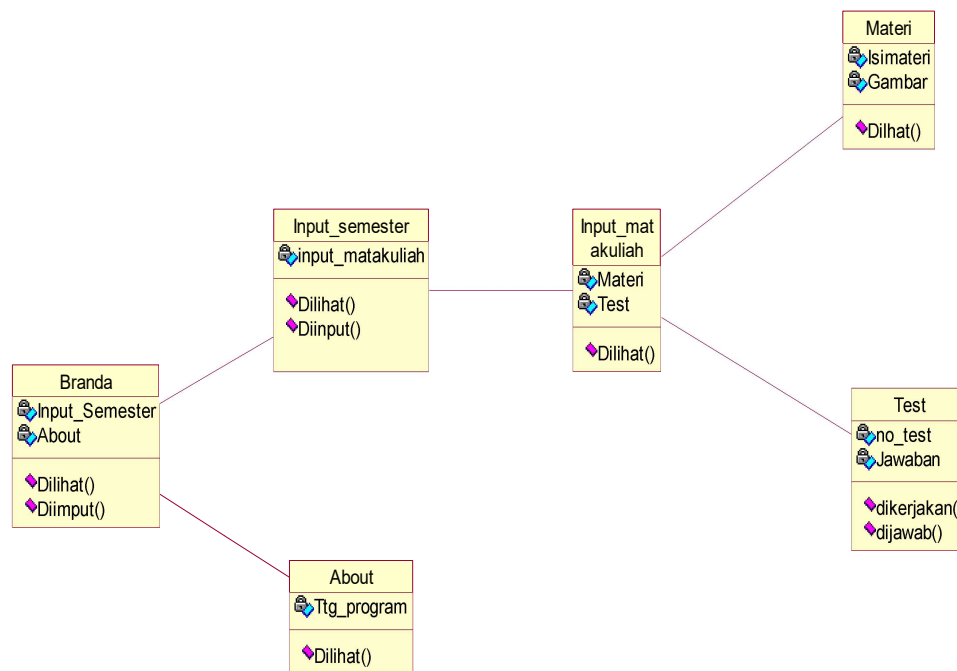 Materi
Isimateri
Gambar
Dilhat()
Input_semester
input_matakuliah
Dilihat()
Diinput()
Input_mat
akuliah
Materi
Test
Dilihat()
Branda
Input_Semester
About
Dilihat()
Diimput()
Test
no_test
Jawaban
dikerjakan(
dijawab()
About
Ttg_program
Dilihat()